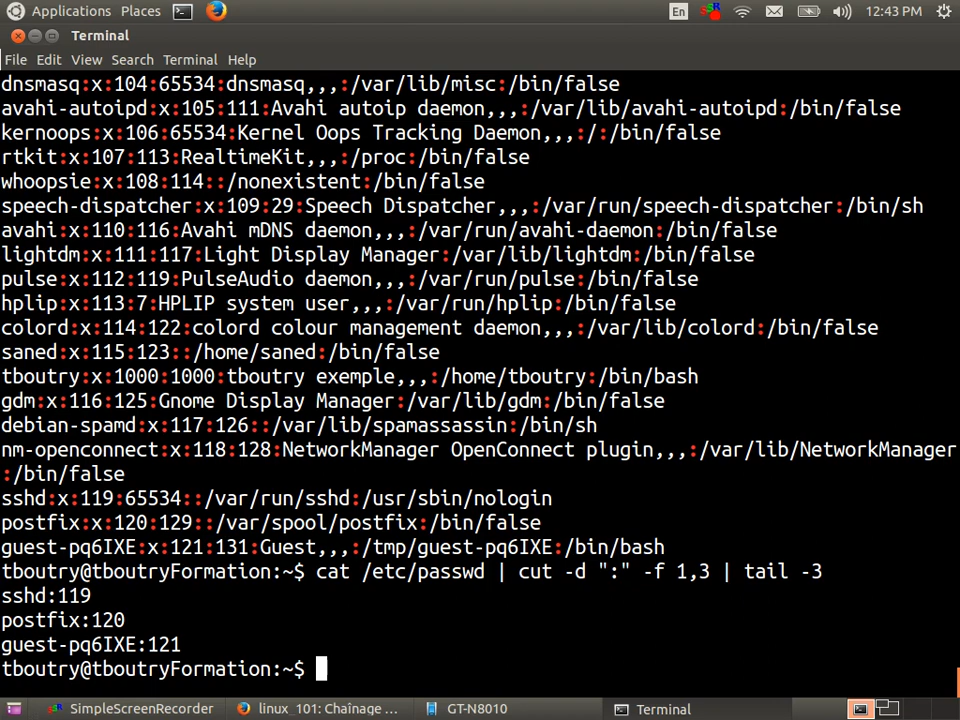 Applications Places En 12:43 PM
Terminal
File Edit View Search Terminal Help
dnsmasq:x:104:65534:dnsmasq,,,:/var/lib/misc:/bin/false
avahi-autoipd:x:105:111:Avahi autoip daemon,,,:/var/lib/avahi-autoipd:/bin/false
kernoops:x:106:65534:Kernel Oops Tracking Daemon,,,:/:/bin/false
rtkit:x:107:113:RealtimeKit,,,:/proc:/bin/false
whoopsie:x:108:114::/nonexistent:/bin/false
speech-dispatcher:x:109:29:Speech Dispatcher,,,:/var/run/speech-dispatcher:/bin/sh
avahi:x:110:116:Avahi mDNS daemon,,,:/var/run/avahi-daemon:/bin/false
lightdm:x:111:117:Light Display Manager:/var/lib/lightdm:/bin/false
pulse:x:112:119:PulseAudio daemon,,,:/var/run/pulse:/bin/false
hplip:x:113:7:HPLIP system user,,,:/var/run/hplip:/bin/false
colord:x:114:122:colord colour management daemon,,,:/var/lib/colord:/bin/false
saned:x:115:123::/home/saned:/bin/false
tboutry:x:1000:1000:tboutry exemple,,,:/home/tboutry:/bin/bash
gdm:x:116:125:Gnome Display Manager:/var/lib/gdm:/bin/false
debian-spamd:x:117:126::/var/lib/spamassassin:/bin/sh
nm-openconnect:x:118:128:NetworkManager OpenConnect plugin,,,:/var/lib/NetworkManager
:/bin/false
sshd:x:119:65534::/var/run/sshd:/usr/sbin/nologin
postfix:x:120:129::/var/spool/postfix:/bin/false
guest-pq6IXE:x:121:131:Guest,,,:/tmp/guest-pq6IXE:/bin/bash
tboutry@tboutryFormation:~$ cat /etc/passwd | cut -d ":" -f 1,3 | tail -3
sshd:119
postfix:120
guest-pq6IXE:121
tboutry@tboutryFormation:~$
SimpleScreenRecorder linux_101: Chaînage ... GT-N8010 Terminal